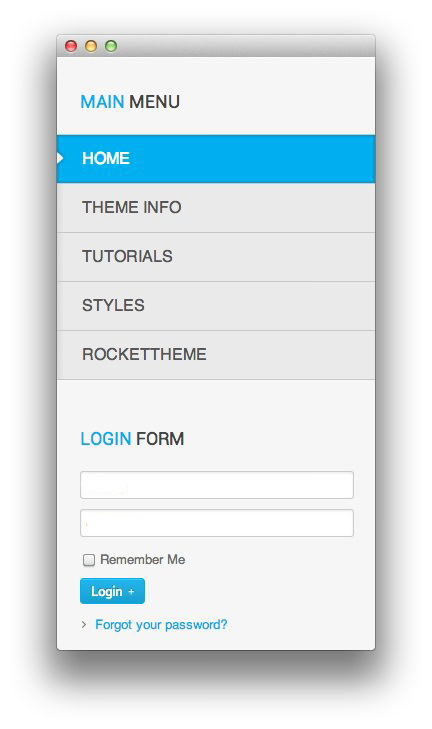 MAIN MENU
HOME
THEME INFO
TUTORIALS
STYLES
ROCKETTHEME
LOGIN FORM
Remember Me
Login +
› Forgot your password?